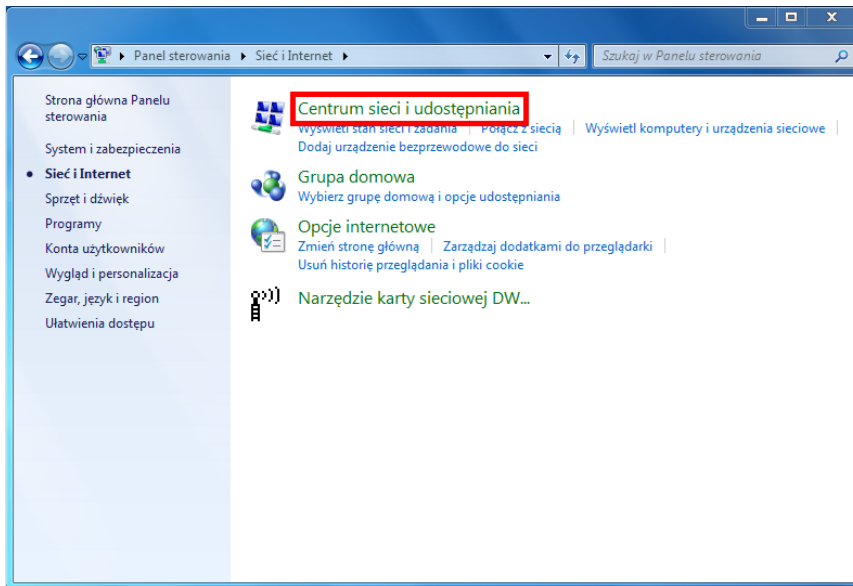 Panel sterowania ▸ Sieć i Internet ▸
Szukaj w Panelu sterowania
Strona główna Panelu
sterowania
System i zabezpieczenia
Sieć i Internet
Sprzęt i dźwięk
Programy
Konta użytkowników
Wygląd i personalizacja
Zegar, język i region
Ułatwienia dostępu
Centrum sieci i udostępniania
Wyświetl stan sieci i zadania Połącz z siecią Wyświetl komputery i urządzenia sieciowe
Dodaj urządzenie bezprzewodowe do sieci
Grupa domowa
Wybierz grupę domową i opcje udostępniania
Opcje internetowe
Zmień stronę główną Zarządzaj dodatkami do przeglądarki
Usuń historię przeglądania i pliki cookie
Narzędzie karty sieciowej DW...